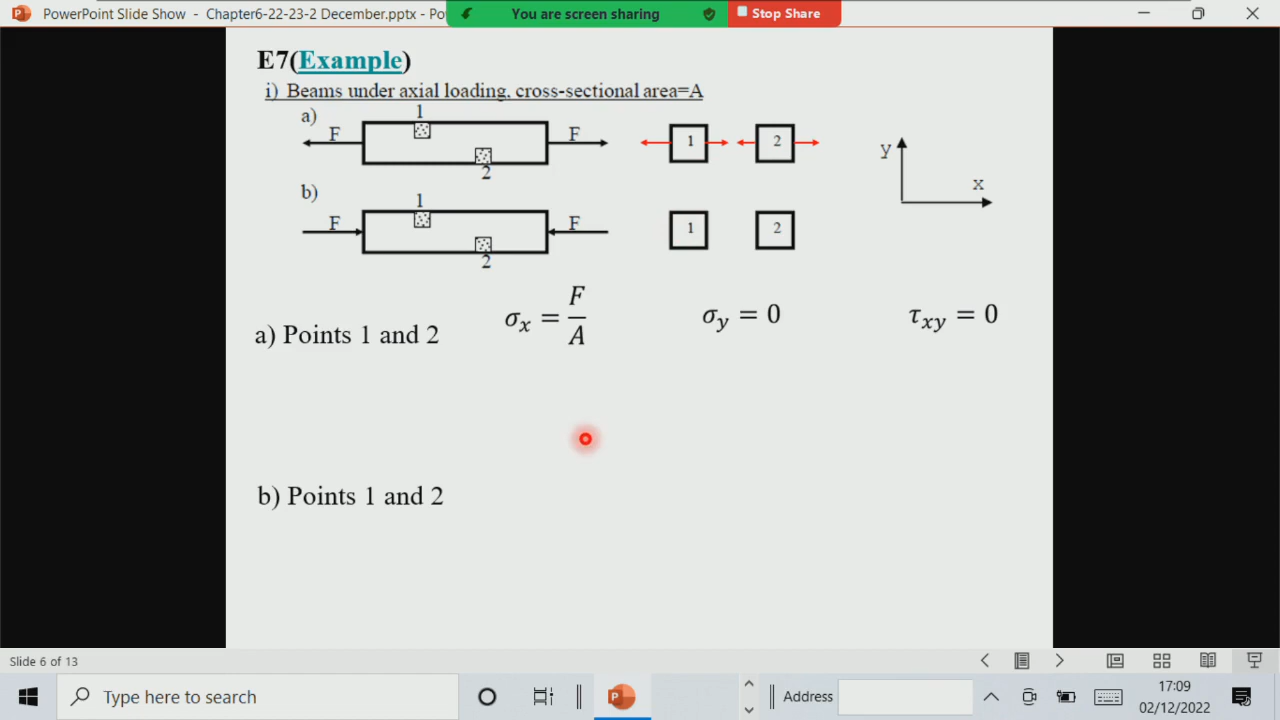 PowerPoint Slide Show - Chapter6-22-23-2 December.pptx - Po
You are screen sharing
Stop Share
E7(Example)
i) Beams under axial loading, cross-sectional area=A
a)
1
F
F
2
1
2
y
x
b)
1
F
F
2
1
2
a) Points 1 and 2
σx = F/A
σy = 0
τxy = 0
b) Points 1 and 2
Slide 6 of 13
Type here to search
Address
17:09
02/12/2022